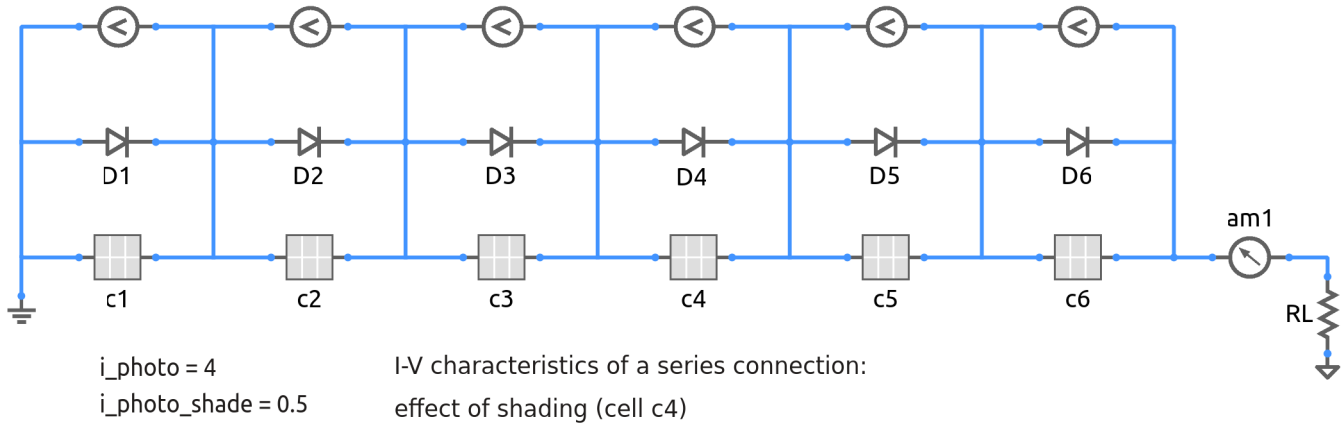 D1 D2 D3 D4 D5 D6
am1
c1 c2 c3 c4 c5 c6
RL
i_photo = 4
i_photo_shade = 0.5
I-V characteristics of a series connection:
effect of shading (cell c4)